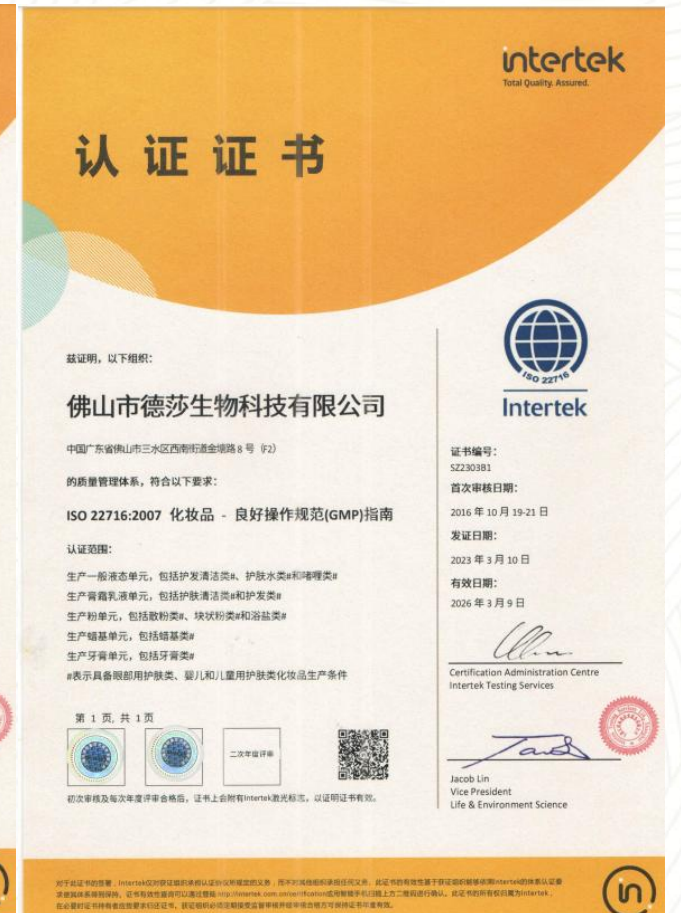 intertek
Total Quality. Assured.
认证证书
兹证明，以下组织：
佛山市德莎生物科技有限公司
中国广东省佛山市三水区西南街道金塘路8号（F2）
的质量管理体系，符合以下要求：
ISO 22716:2007 化妆品 - 良好操作规范(GMP)指南
认证范围：
生产一般液态单元，包括护发清洁类#、护肤水类#和啫喱类#
生产膏霜乳液单元，包括护肤清洁类#和护发类#
生产粉单元，包括散粉类#、块状粉类#和浴盐类#
生产蜡基单元，包括蜡基类#
生产牙膏单元，包括牙膏类#
#表示具备眼部用护肤类、婴儿和儿童用护肤类化妆品生产条件
第 1 页, 共 1 页
二次年度评审
初次审核及每次年度评审合格后，证书上会附有Intertek激光标志，以证明证书有效。
ISO 22716
Intertek
证书编号：
SZ2303B1
首次审核日期：
2016 年 10 月 19-21 日
发证日期：
2023 年 3 月 10 日
有效日期：
2026 年 3 月 9 日
Certification Administration Centre
Intertek Testing Services
Jacob Lin
Vice President
Life & Environment Science
in